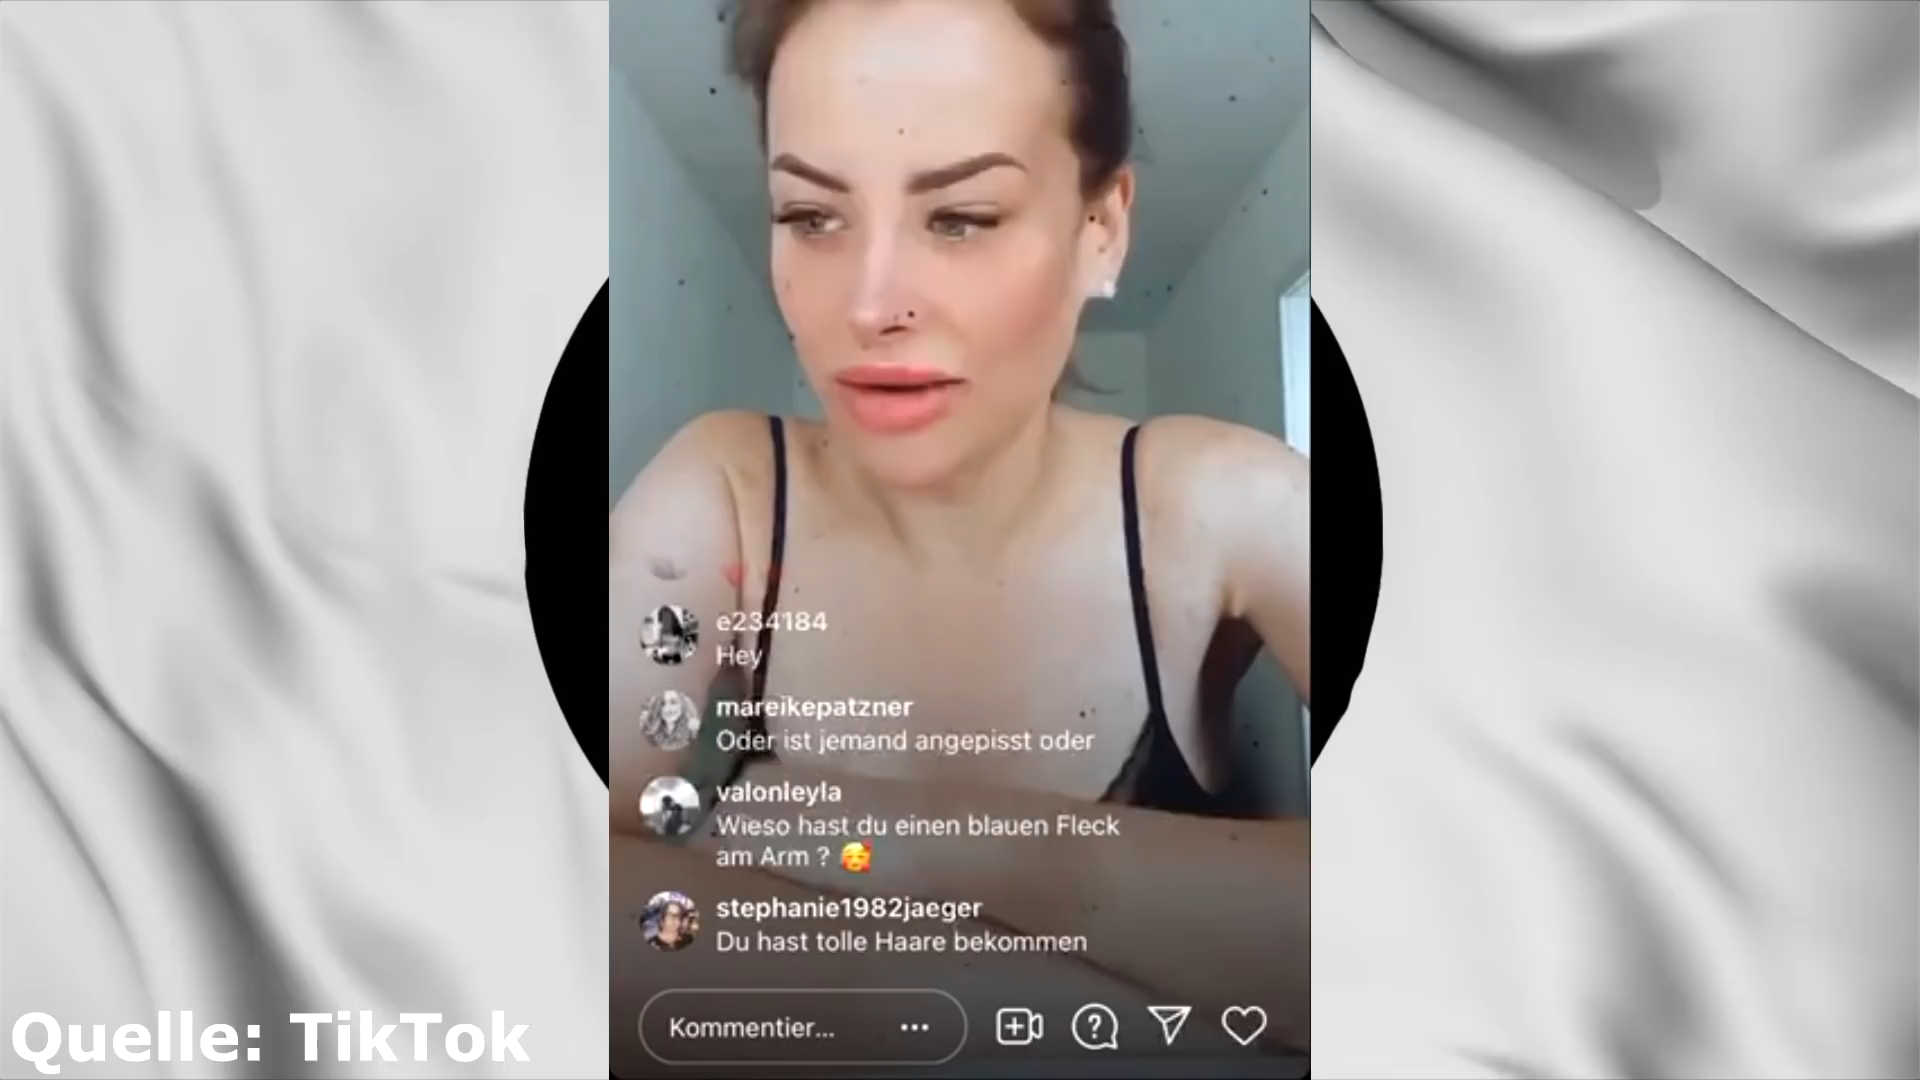 e234184
Hey
mareikepatzner
Oder ist jemand angepisst oder
valonleyla
Wieso hast du einen blauen Fleck
am Arm ? 🥰
stephanie1982jaeger
Du hast tolle Haare bekommen
Kommentier...
Quelle: TikTok